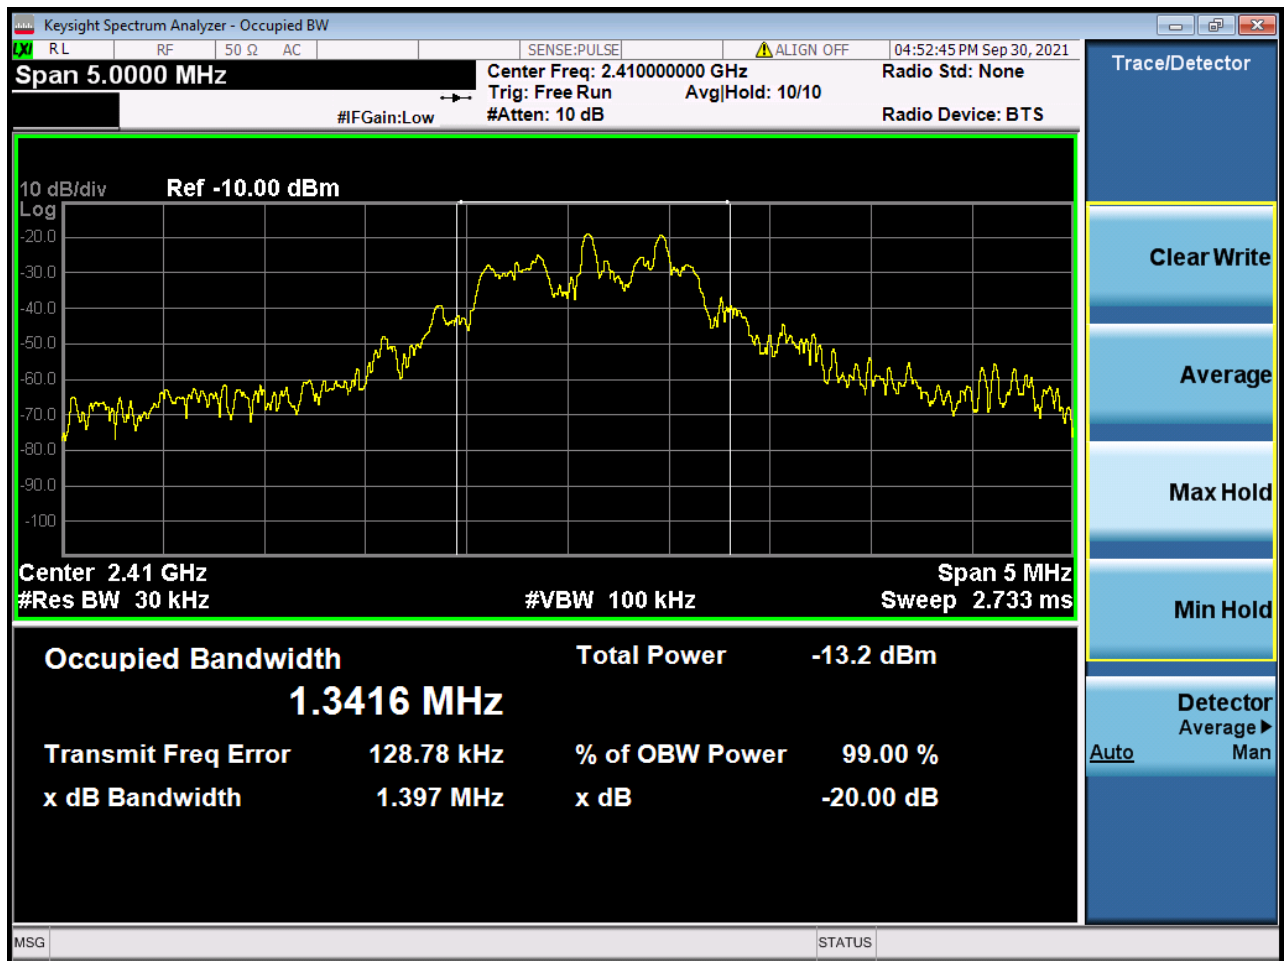 Keysight Spectrum Analyzer - Occupied BW
LXI RL RF 50 Ω AC SENSE:PULSE ALIGN OFF 04:52:45 PM Sep 30, 2021
Span 5.0000 MHz
Center Freq: 2.410000000 GHz Radio Std: None
Trig: Free Run Avg|Hold: 10/10
#IFGain:Low #Atten: 10 dB Radio Device: BTS
Trace/Detector
10 dB/div Ref -10.00 dBm
Log
-20.0
-30.0
-40.0
-50.0
-60.0
-70.0
-80.0
-90.0
-100
Center 2.41 GHz Span 5 MHz
#Res BW 30 kHz #VBW 100 kHz Sweep 2.733 ms
Occupied Bandwidth Total Power -13.2 dBm
1.3416 MHz
Transmit Freq Error 128.78 kHz % of OBW Power 99.00 %
x dB Bandwidth 1.397 MHz x dB -20.00 dB
Clear Write
Average
Max Hold
Min Hold
Detector
Average
Auto Man
MSG STATUS